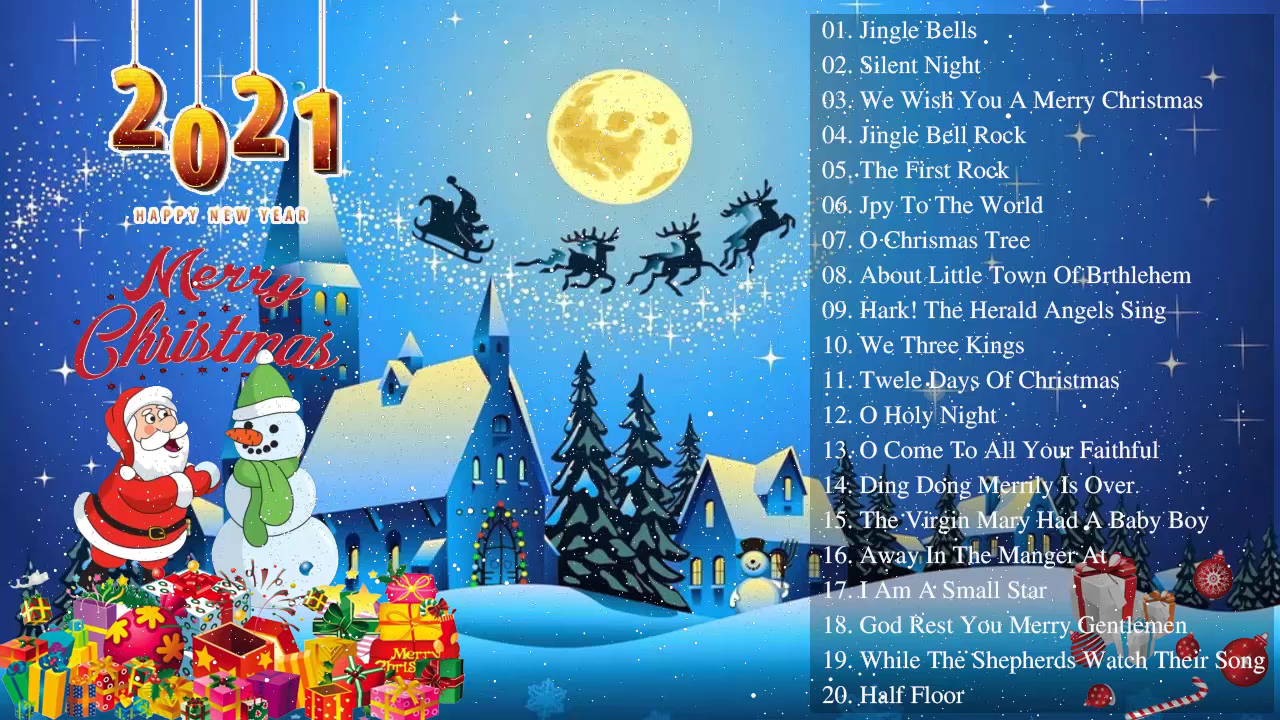 2021
HAPPY NEW YEAR
Merry
Christmas
Merry
01. Jingle Bells
02. Silent Night
03. We Wish You A Merry Christmas
04. Jingle Bell Rock
05. The First Rock
06. Jpy To The World
07. O Chrismas Tree
08. About Little Town Of Brthlehem
09. Hark! The Herald Angels Sing
10. We Three Kings
11. Twele Days Of Christmas
12. O Holy Night
13. O Come To All Your Faithful
14. Ding Dong Merrily Is Over
15. The Virgin Mary Had A Baby Boy
16. Away In The Manger At
17. I Am A Small Star
18. God Rest You Merry Gentlemen
19. While The Shepherds Watch Their Song
20. Half Floor